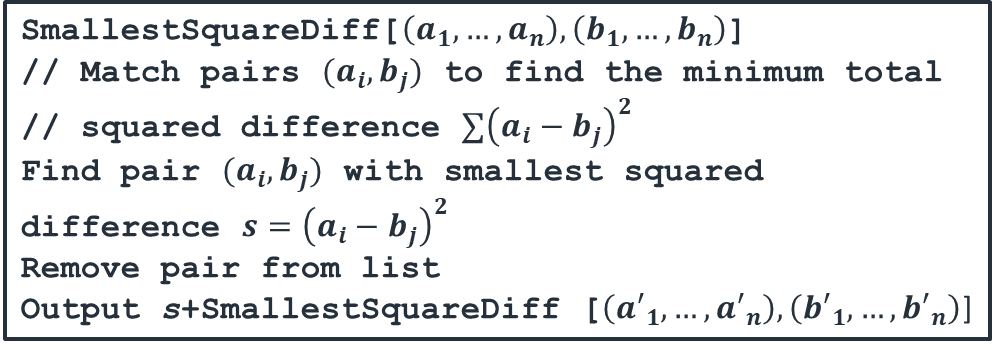 SmallestSquareDiff[(a₁, …, aₙ), (b₁, …, bₙ)]
// Match pairs (aᵢ, bⱼ) to find the minimum total
// squared difference ∑(aᵢ − bⱼ)²
Find pair (aᵢ, bⱼ) with smallest squared
difference s = (aᵢ − bⱼ)²
Remove pair from list
Output s+SmallestSquareDiff [(a′₁, …, a′ₙ), (b′₁, …, b′ₙ)]